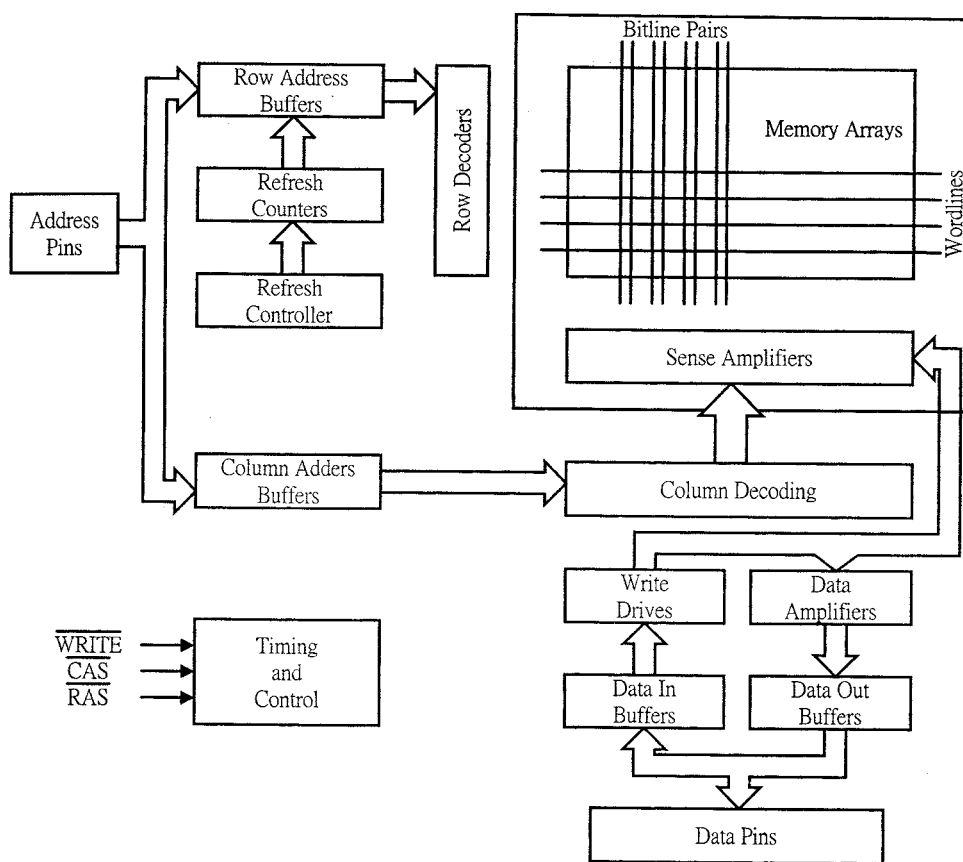 Bitline Pairs
Row Address
Buffers
Row Decoders
Memory Arrays
Wordlines
Refresh
Counters
Address
Pins
Refresh
Controller
Sense Amplifiers
Column Adders
Buffers
Column Decoding
Write
Drives
Data
Amplifiers
WRITE
CAS
RAS
Timing
and
Control
Data In
Buffers
Data Out
Buffers
Data Pins